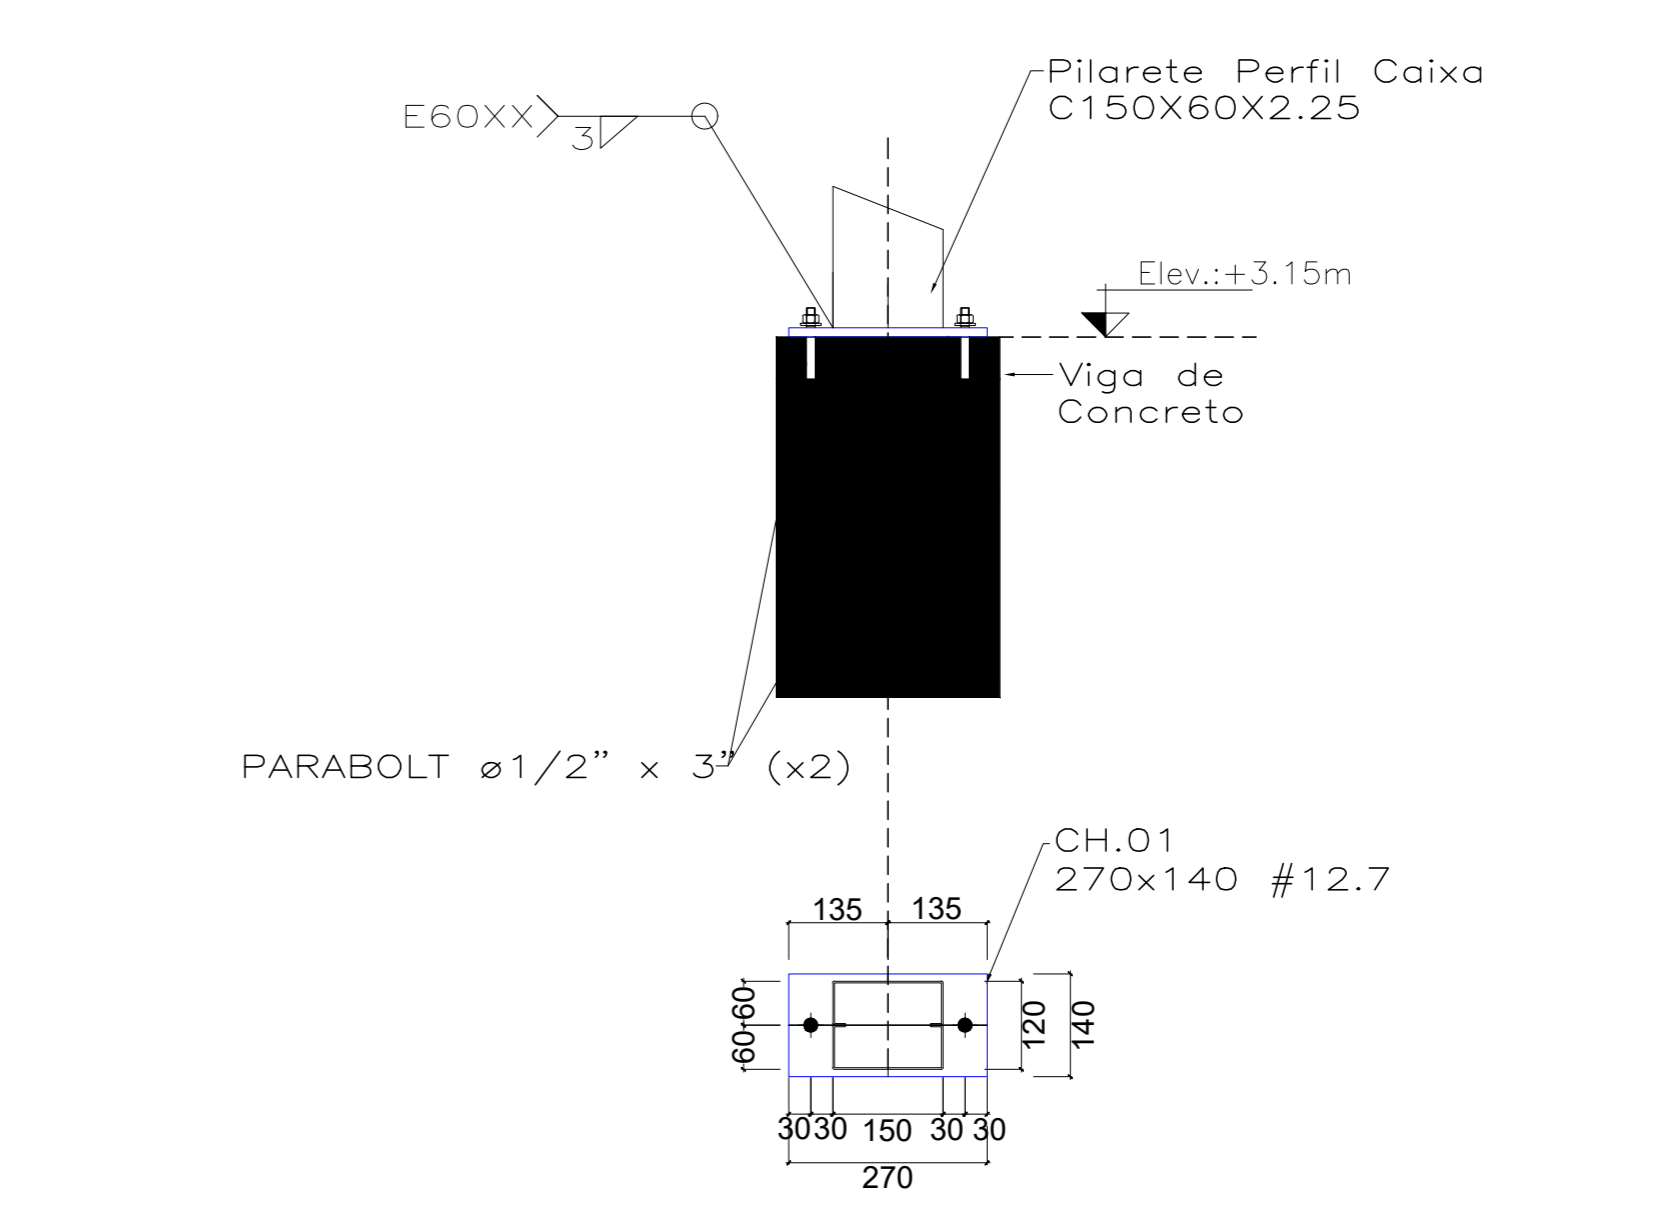 Pilarete Perfil Caixa
C150X60X2.25
E60XX
3
Elev.:+3.15m
Viga de
Concreto
PARABOLT ø1/2” x 3” (x2)
CH.01
270x140 #12.7
135 135
60 60
120
140
30 30 150 30 30
270